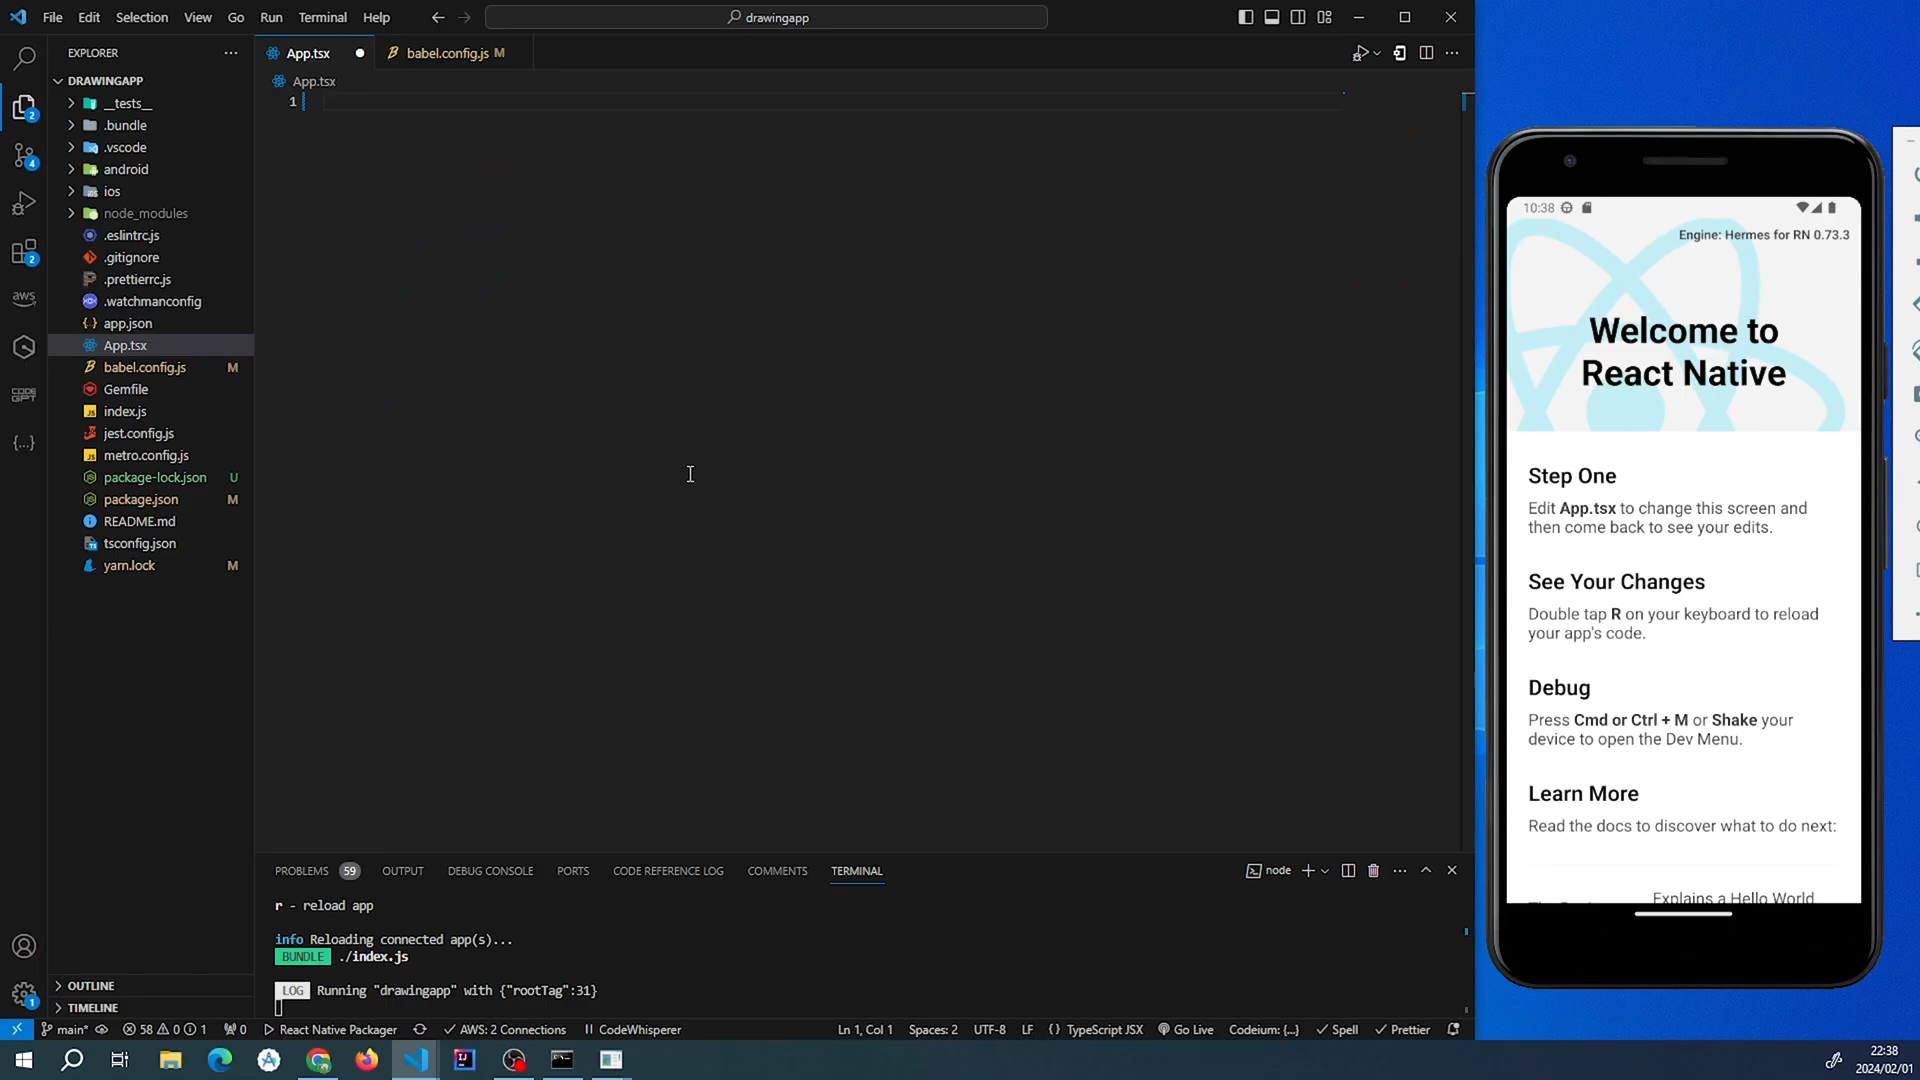 File Edit Selection View Go Run Terminal Help
drawingapp
EXPLORER
DRAWINGAPP
__tests__
.bundle
.vscode
android
ios
node_modules
.eslintrc.js
.gitignore
.prettierrc.js
.watchmanconfig
app.json
App.tsx
babel.config.js M
Gemfile
index.js
jest.config.js
metro.config.js
package-lock.json U
package.json M
README.md
tsconfig.json
yarn.lock M
OUTLINE
TIMELINE
2
4
2
aws
CODE
GPT
{...}
1
App.tsx
babel.config.js M
App.tsx
1
PROBLEMS 59 OUTPUT DEBUG CONSOLE PORTS CODE REFERENCE LOG COMMENTS TERMINAL
node
r - reload app
info Reloading connected app(s)...
BUNDLE ./index.js
LOG Running "drawingapp" with {"rootTag":31}
main* 58 0 1 0 React Native Packager AWS: 2 Connections CodeWhisperer Ln 1, Col 1 Spaces: 2 UTF-8 LF TypeScript JSX Go Live Codeium: {...} Spell Prettier
10:38
Engine: Hermes for RN 0.73.3
Welcome to
React Native
Step One
Edit App.tsx to change this screen and
then come back to see your edits.
See Your Changes
Double tap R on your keyboard to reload
your app's code.
Debug
Press Cmd or Ctrl + M or Shake your
device to open the Dev Menu.
Learn More
Read the docs to discover what to do next:
Explains a Hello World
22:38
2024/02/01